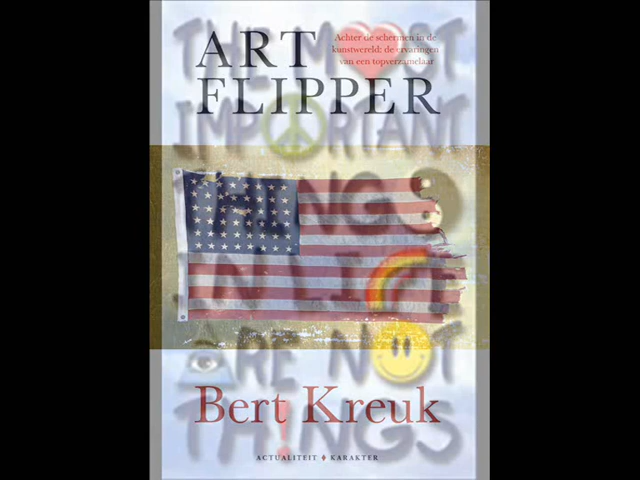 ART
FLIPPER
Achter de schermen in de
kunstwereld: de ervaringen
van een topverzamelaar
THE MOST
IMPORTANT
THINGS
IN LIFE
ARE NOT
THINGS
Bert Kreuk
ACTUALITEIT KARAKTER